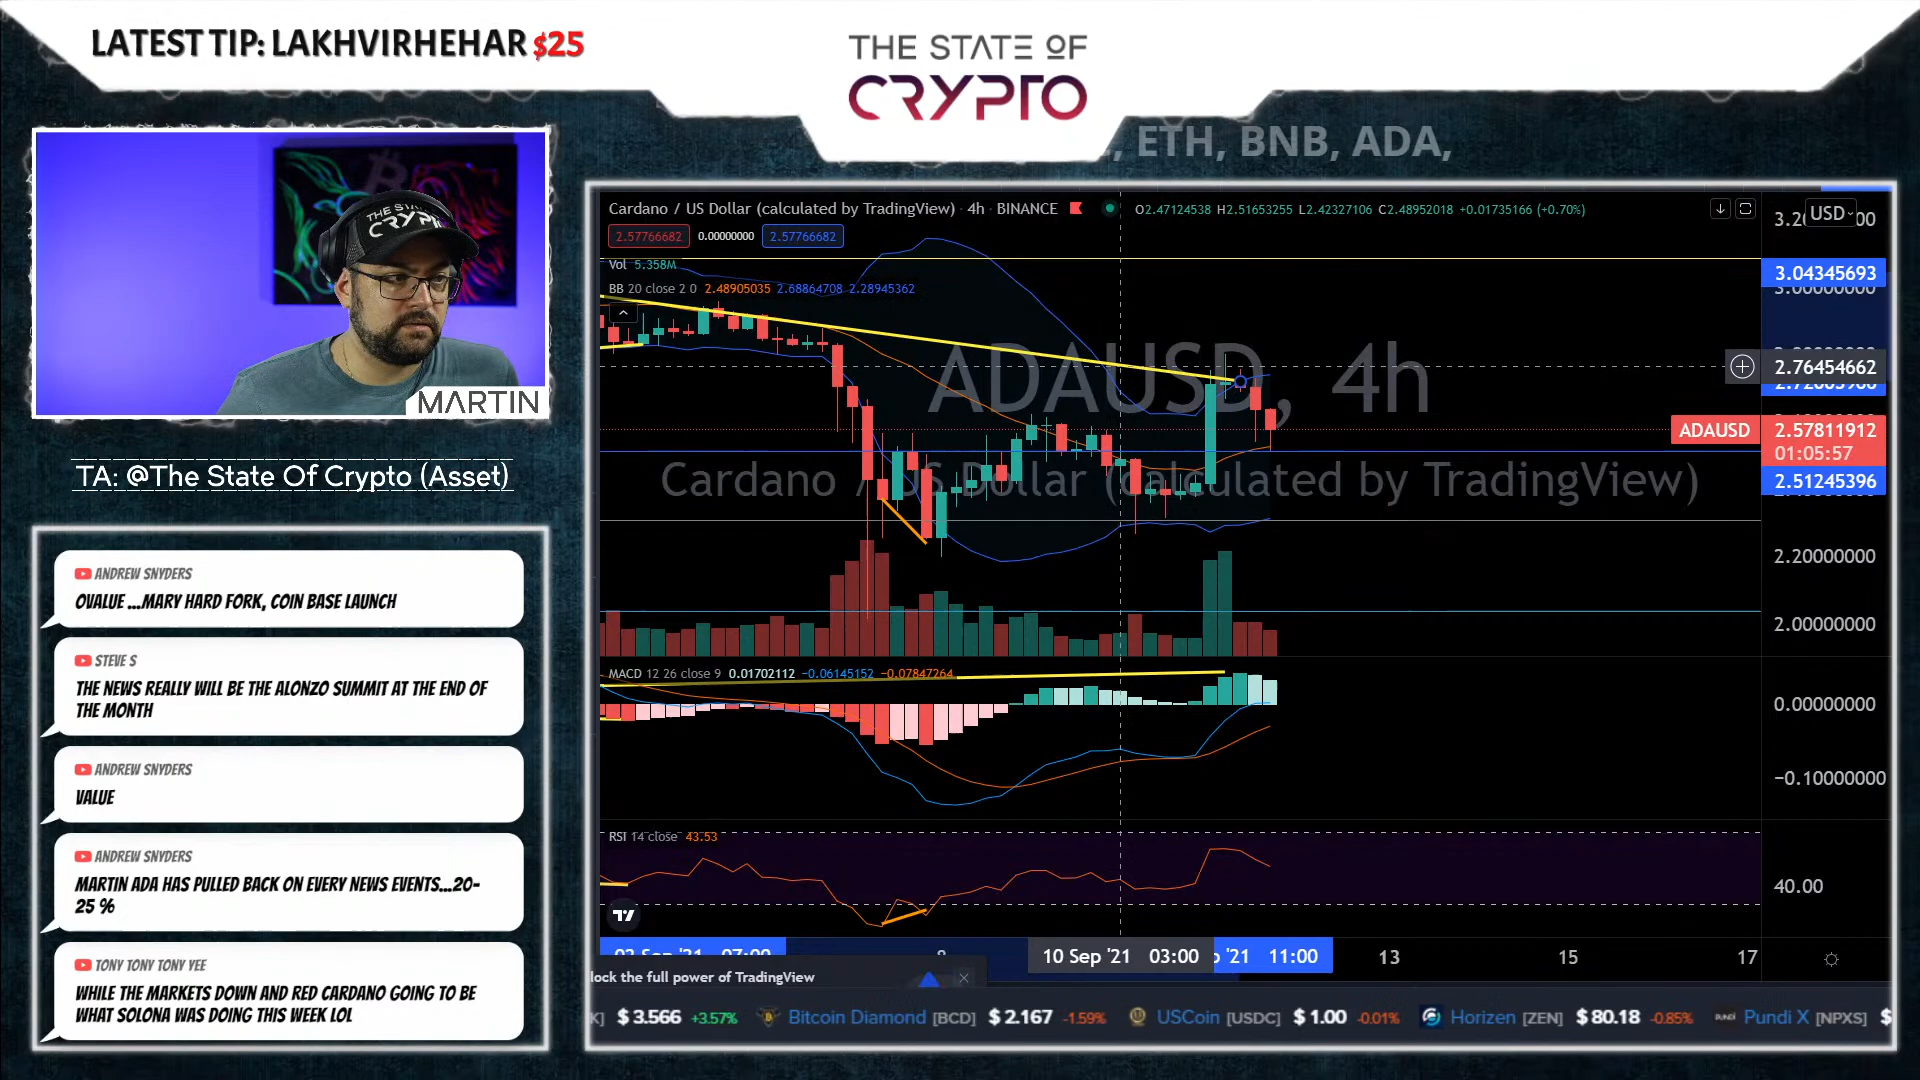 LATEST TIP: LAKHVIRHEHAR $25
THE STATE OF
CRYPTO
, ETH, BNB, ADA,
THE STATE
CRYPTO
MARTIN
TA: @The State Of Crypto (Asset)
ANDREW SNYDERS
OVALUE ...MARY HARD FORK, COIN BASE LAUNCH
STEVE S
THE NEWS REALLY WILL BE THE ALONZO SUMMIT AT THE END OF
THE MONTH
ANDREW SNYDERS
VALUE
ANDREW SNYDERS
MARTIN ADA HAS PULLED BACK ON EVERY NEWS EVENTS...20-
25 %
TONY TONY TONY YEE
WHILE THE MARKETS DOWN AND RED CARDANO GOING TO BE
WHAT SOLONA WAS DOING THIS WEEK LOL
Cardano / US Dollar (calculated by TradingView) · 4h · BINANCE O2.47124538 H2.51653255 L2.42327106 C2.48952018 +0.01735166 (+0.70%)
2.57766682 0.00000000 2.57766682
Vol 5.358M
BB 20 close 2 0 2.48905035 2.68864708 2.28945362
ADAUSD, 4h
Cardano / US Dollar (calculated by TradingView)
USD
3.04345693
3.00000000
2.76454662
ADAUSD 2.57811912
01:05:57
2.51245396
2.20000000
2.00000000
MACD 12 26 close 9 0.01702112 −0.06145152 −0.07847264
0.00000000
−0.10000000
RSI 14 close 43.53
40.00
10 Sep '21 03:00
'21 11:00
13
15
17
lock the full power of TradingView
K] $ 3.566 +3.57% Bitcoin Diamond [BCD] $ 2.167 -1.59% USCoin [USDC] $ 1.00 -0.01% Horizen [ZEN] $ 80.18 -0.85% Pundi X [NPXS] $